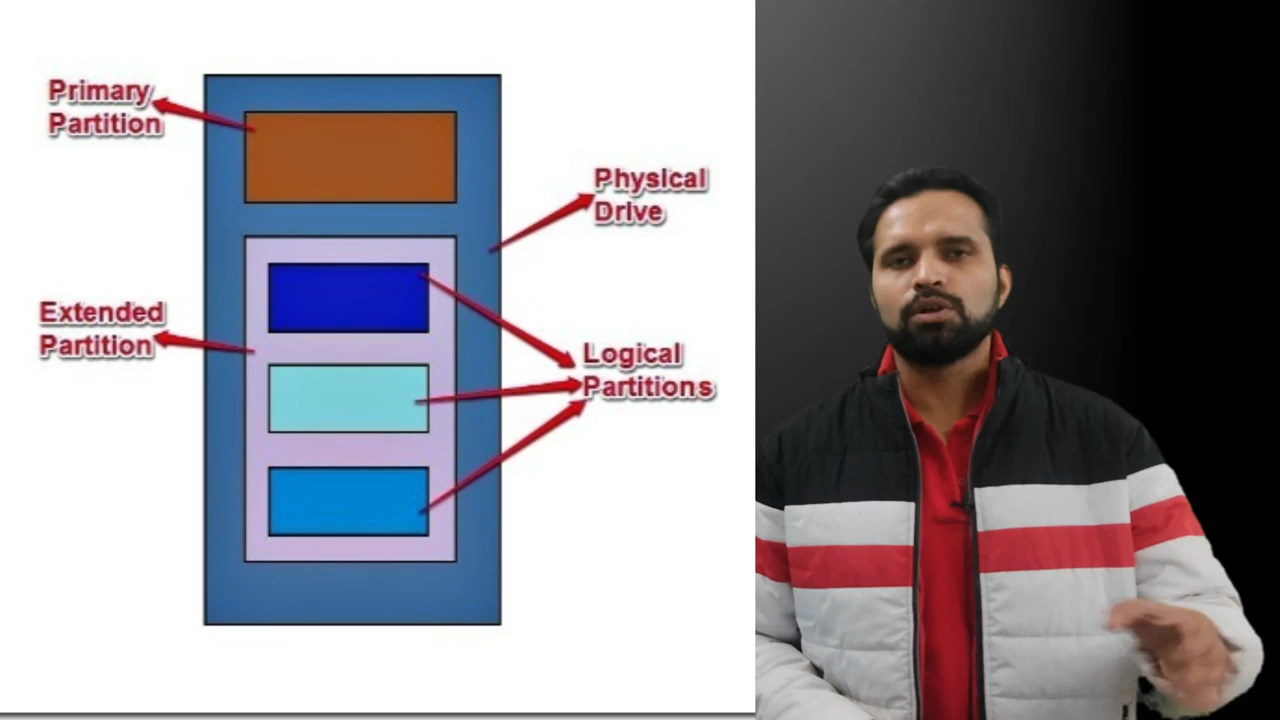 Primary
Partition
Physical
Drive
Extended
Partition
Logical
Partitions